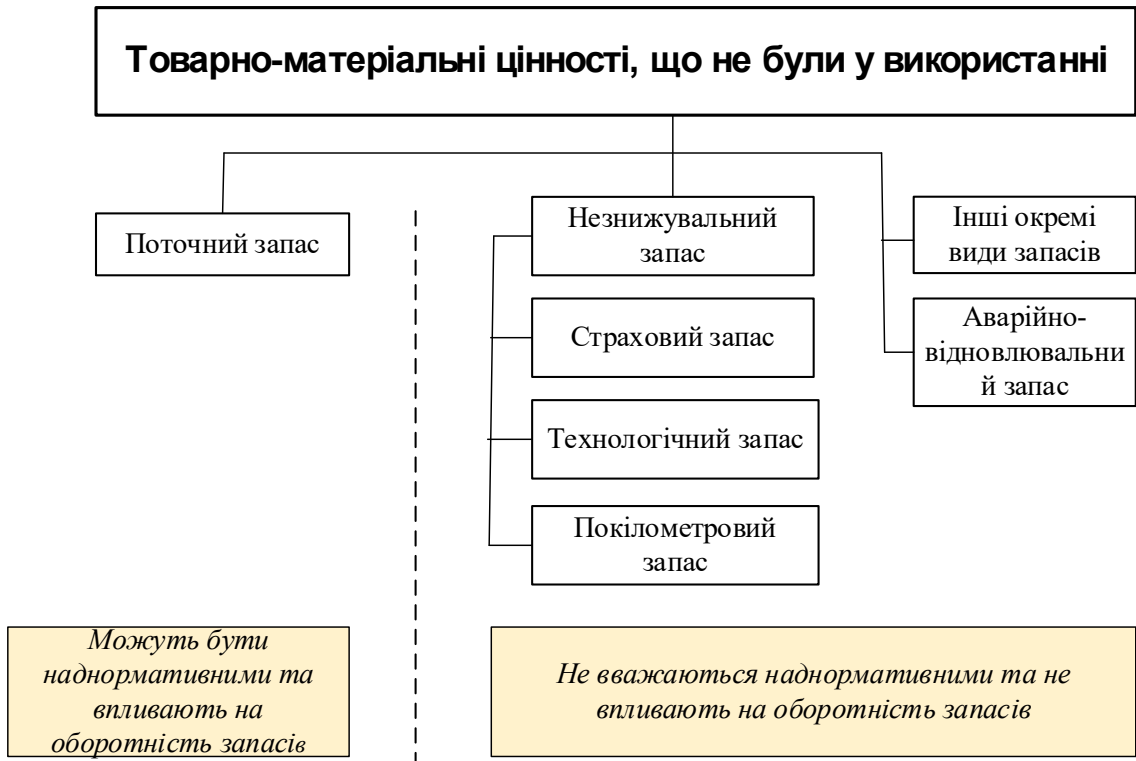 Товарно-матеріальні цінності, що не були у використанні
Поточний запас
Незнижувальний
запас
Страховий запас
Технологічний запас
Покілометровий
запас
Інші окремі
види запасів
Аварійно-
відновлювальни
й запас
Можуть бути
наднормативними та
впливають на
оборотність запасів
Не вважаються наднормативними та не
впливають на оборотність запасів